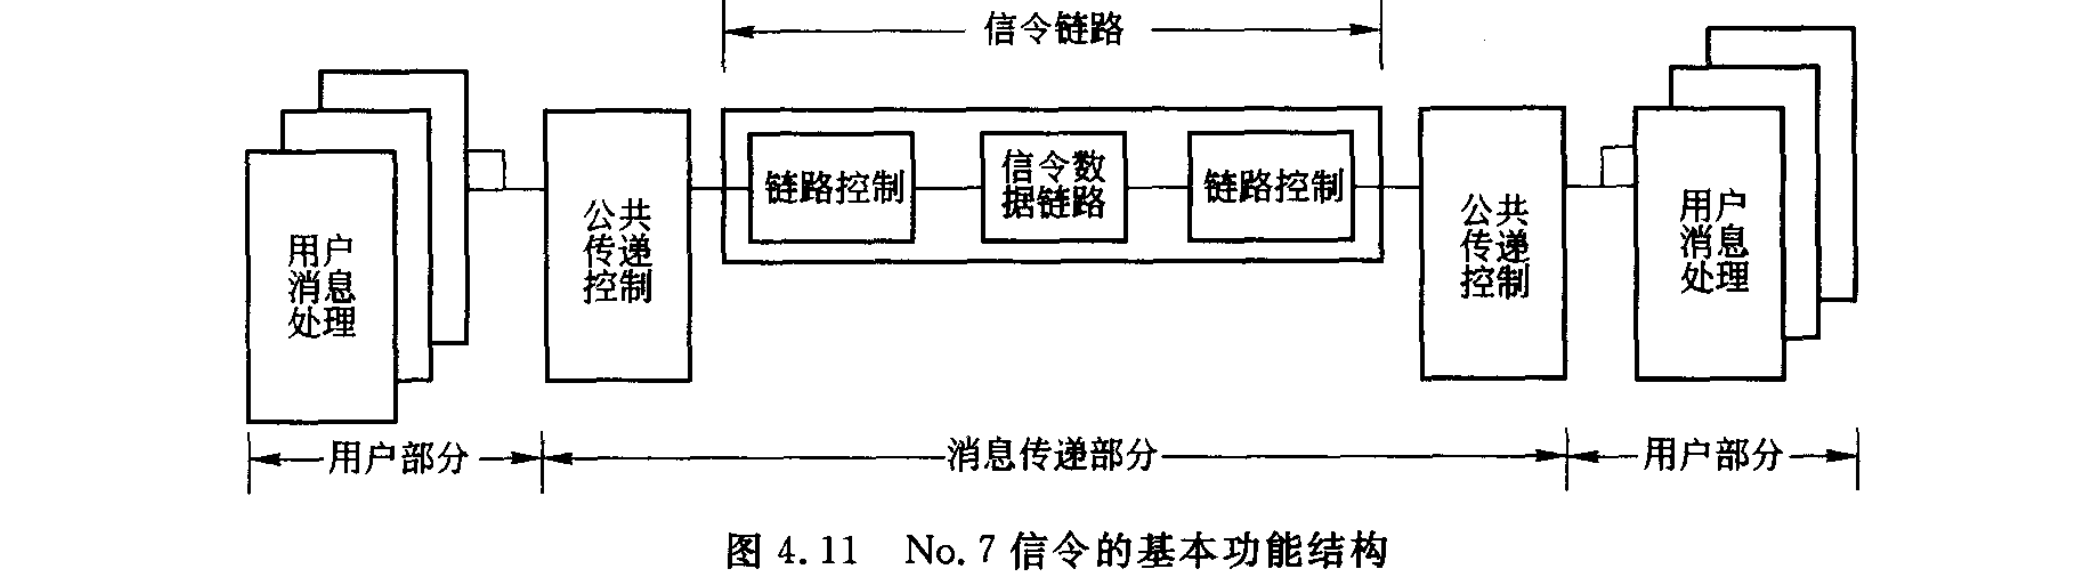 信令链路
用户
消息
处理
公共
传递
控制
链路控制
信令数
据链路
链路控制
公共
传递
控制
用户
消息
处理
用户部分
消息传递部分
用户部分
图 4.11 No.7 信令的基本功能结构